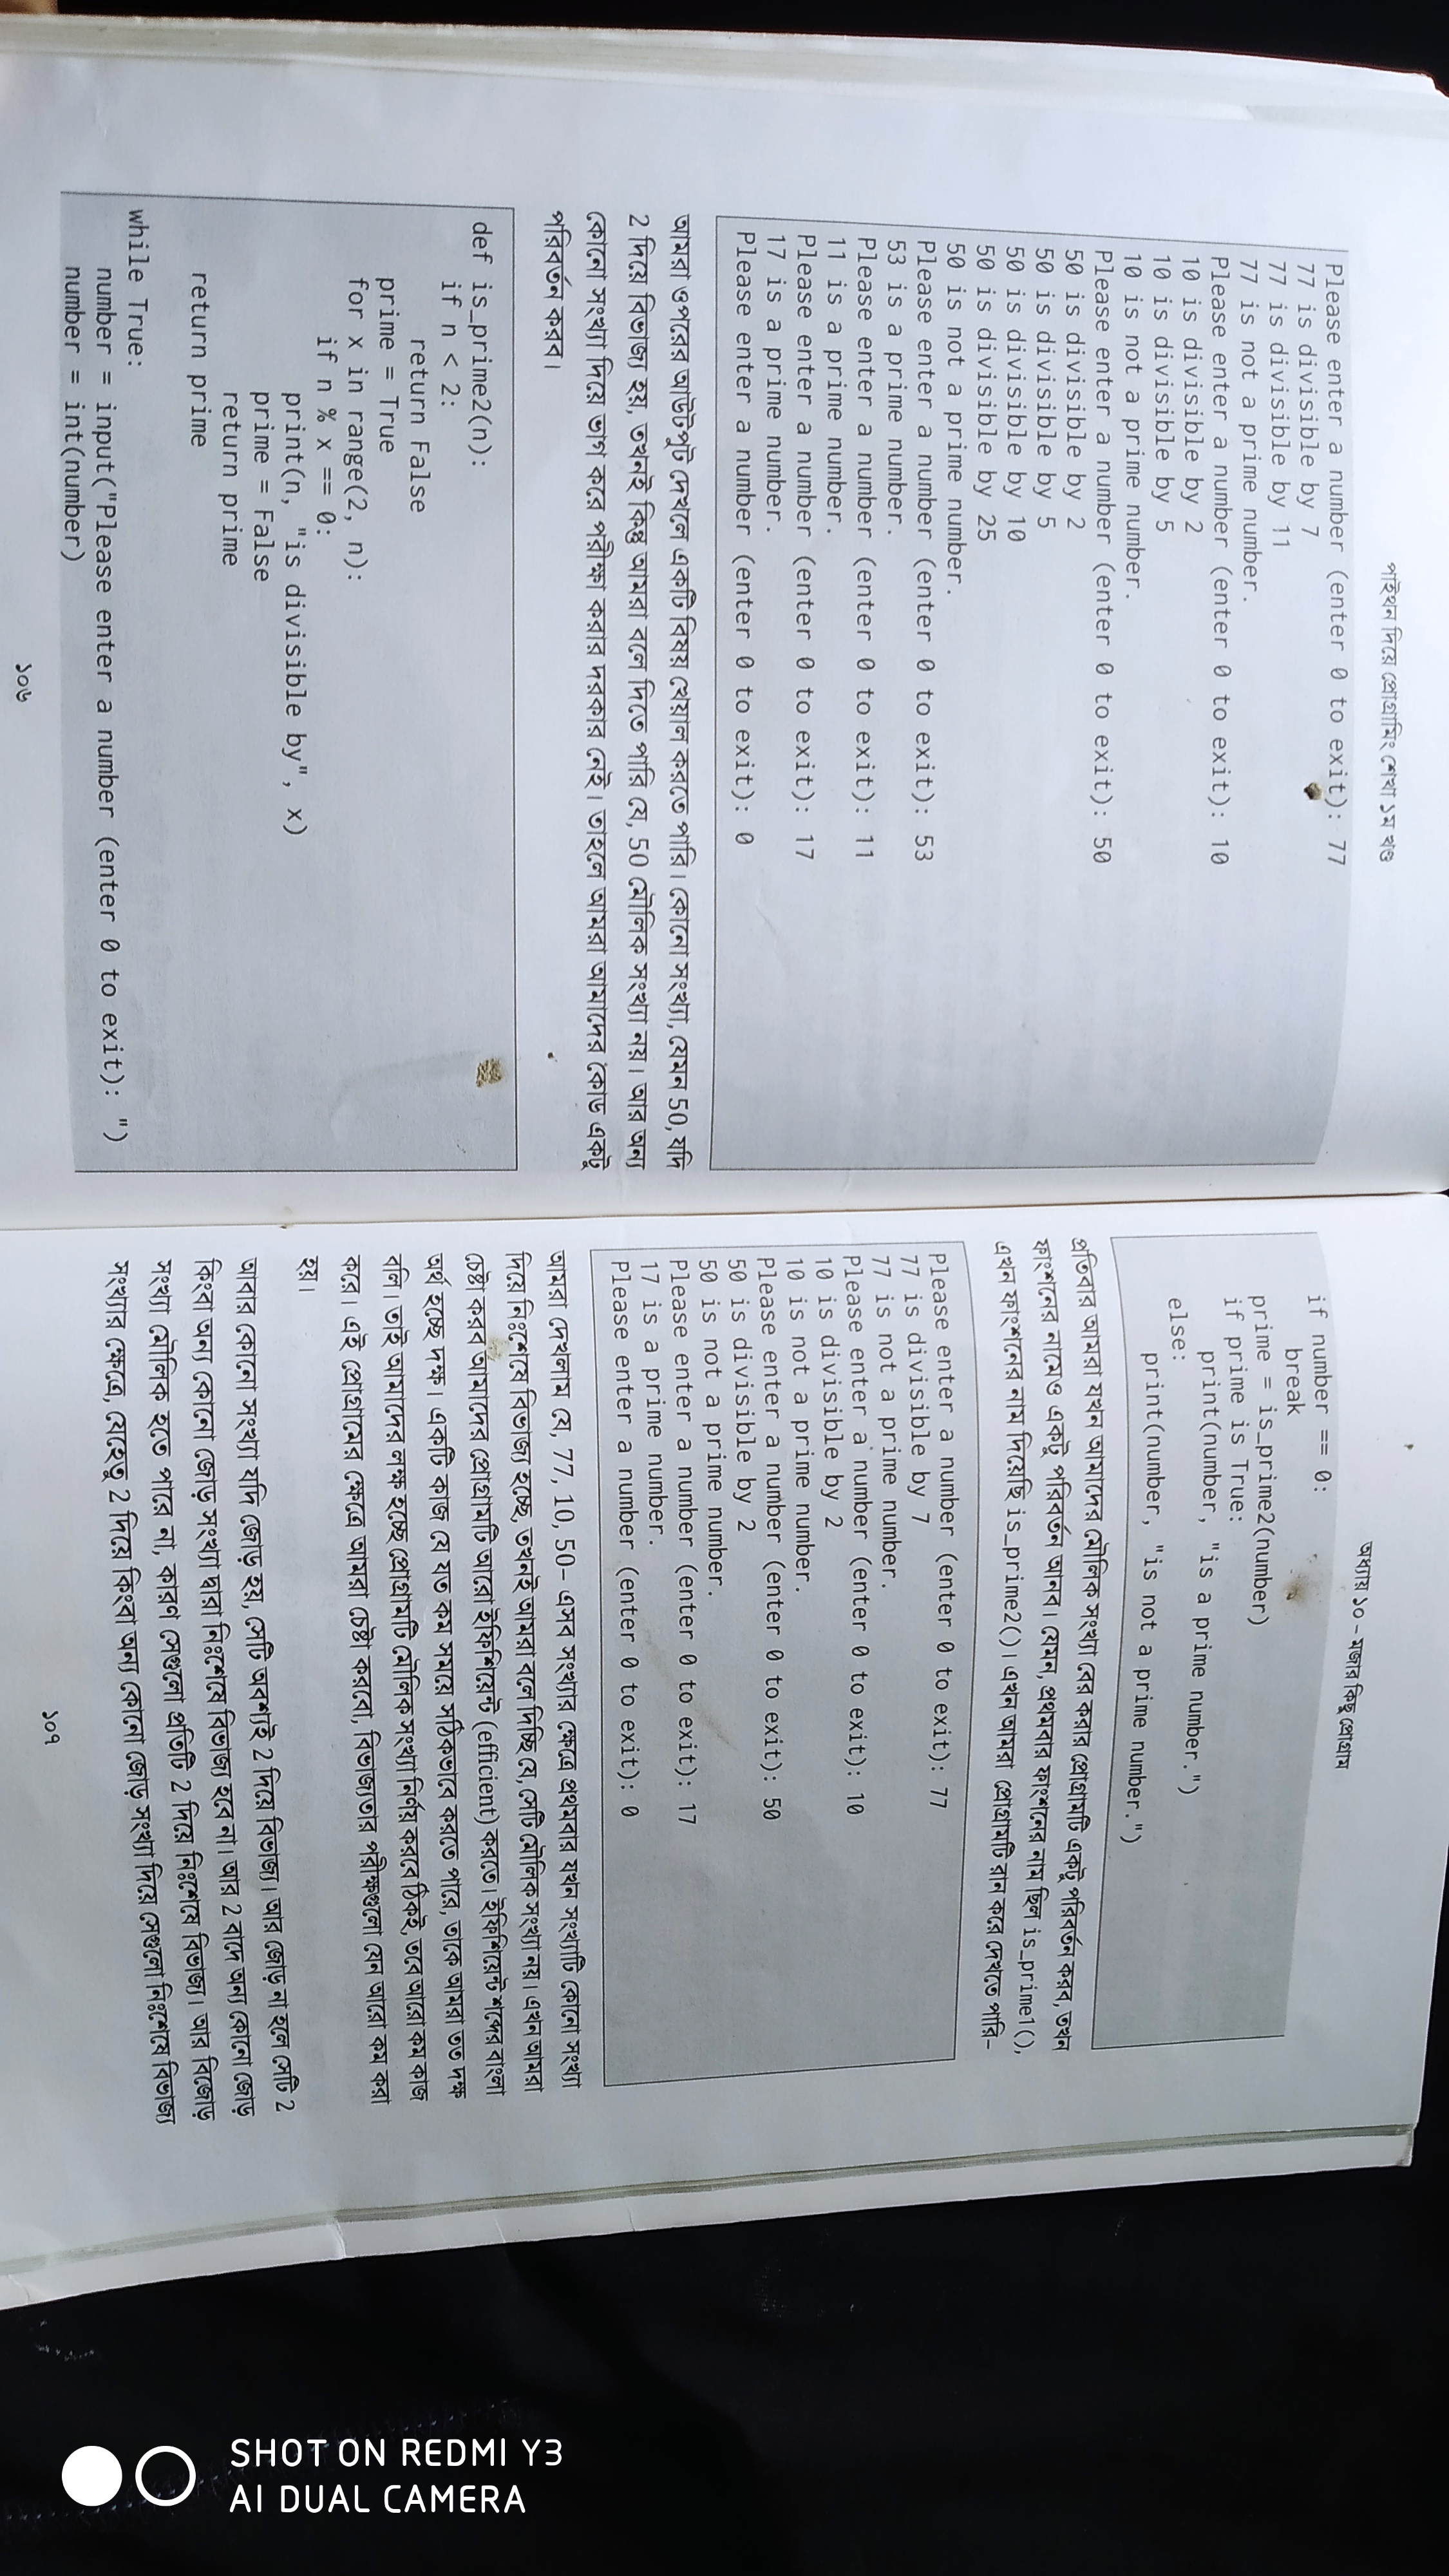 পাইথন দিয়ে প্রোগ্রামিং শেখা ১ম খণ্ড
Please enter a number (enter 0 to exit): 77
77 is divisible by 7
77 is divisible by 11
77 is not a prime number.
Please enter a number (enter 0 to exit): 10
10 is divisible by 2
10 is divisible by 5
10 is not a prime number.
Please enter a number (enter 0 to exit): 50
50 is divisible by 2
50 is divisible by 5
50 is divisible by 10
50 is divisible by 25
50 is not a prime number.
Please enter a number (enter 0 to exit): 53
53 is a prime number.
Please enter a number (enter 0 to exit): 11
11 is a prime number.
Please enter a number (enter 0 to exit): 17
17 is a prime number.
Please enter a number (enter 0 to exit): 0
আমরা ওপরের আউটপুট দেখলে একটি বিষয় খেয়াল করতে পারি। কোনো সংখ্যা, যেমন 50, যদি
2 দিয়ে বিভাজ্য হয়, তখনই কিন্তু আমরা বলে দিতে পারি যে, 50 মৌলিক সংখ্যা নয়। আর অন্য
কোনো সংখ্যা দিয়ে ভাগ করে পরীক্ষা করার দরকার নেই। তাহলে আমরা আমাদের কোড একটু
পরিবর্তন করব।
def is_prime2(n):
if n < 2:
return False
prime = True
for x in range(2, n):
if n % x == 0:
print(n, "is divisible by", x)
prime = False
return prime
return prime
while True:
number = input("Please enter a number (enter 0 to exit): ")
number = int(number)
১০৬
অধ্যায় ১০ – মজার কিছু প্রোগ্রাম
if number == 0:
break
prime = is_prime2(number)
if prime is True:
print(number, "is a prime number.")
else:
print(number, "is not a prime number.")
প্রতিবার আমরা যখন আমাদের মৌলিক সংখ্যা বের করার প্রোগ্রামটি একটু পরিবর্তন করব, তখন
ফাংশনের নামেও একটু পরিবর্তন আনব। যেমন, প্রথমবার ফাংশনের নাম ছিল is_prime1(),
এখন ফাংশনের নাম দিয়েছি is_prime2()। এখন আমরা প্রোগ্রামটি রান করে দেখতে পারি–
Please enter a number (enter 0 to exit): 77
77 is divisible by 7
77 is not a prime number.
Please enter a number (enter 0 to exit): 10
10 is divisible by 2
10 is not a prime number.
Please enter a number (enter 0 to exit): 50
50 is divisible by 2
50 is not a prime number.
Please enter a number (enter 0 to exit): 17
17 is a prime number.
Please enter a number (enter 0 to exit): 0
আমরা দেখলাম যে, 77, 10, 50- এসব সংখ্যার ক্ষেত্রে প্রথমবার যখন সংখ্যাটি কোনো সংখ্যা
দিয়ে নিঃশেষে বিভাজ্য হচ্ছে, তখনই আমরা বলে দিচ্ছি যে, সেটি মৌলিক সংখ্যা নয়। এখন আমরা
চেষ্টা করব আমাদের প্রোগ্রামটি আরো ইফিশিয়েন্ট (efficient) করতে। ইফিশিয়েন্ট শব্দের বাংলা
অর্থ হচ্ছে দক্ষ। একটি কাজ যে যত কম সময়ে সঠিকভাবে করতে পারে, তাকে আমরা তত দক্ষ
বলি। তাই আমাদের লক্ষ হচ্ছে প্রোগ্রামটি মৌলিক সংখ্যা নির্ণয় করবে ঠিকই, তবে আরো কম কাজ
করে। এই প্রোগ্রামের ক্ষেত্রে আমরা চেষ্টা করবো, বিভাজ্যতার পরীক্ষাগুলো যেন আরো কম করা
হয়।
আবার কোনো সংখ্যা যদি জোড় হয়, সেটি অবশ্যই 2 দিয়ে বিভাজ্য। আর জোড় না হলে সেটি 2
কিংবা অন্য কোনো জোড় সংখ্যা দ্বারা নিঃশেষে বিভাজ্য হবে না। আর 2 বাদে অন্য কোনো জোড়
সংখ্যা মৌলিক হতে পারে না, কারণ সেগুলো প্রতিটি 2 দিয়ে নিঃশেষে বিভাজ্য। আর বিজোড়
সংখ্যার ক্ষেত্রে, যেহেতু 2 দিয়ে কিংবা অন্য কোনো জোড় সংখ্যা দিয়ে সেগুলো নিঃশেষে বিভাজ্য
১০৭
SHOT ON REDMI Y3
AI DUAL CAMERA